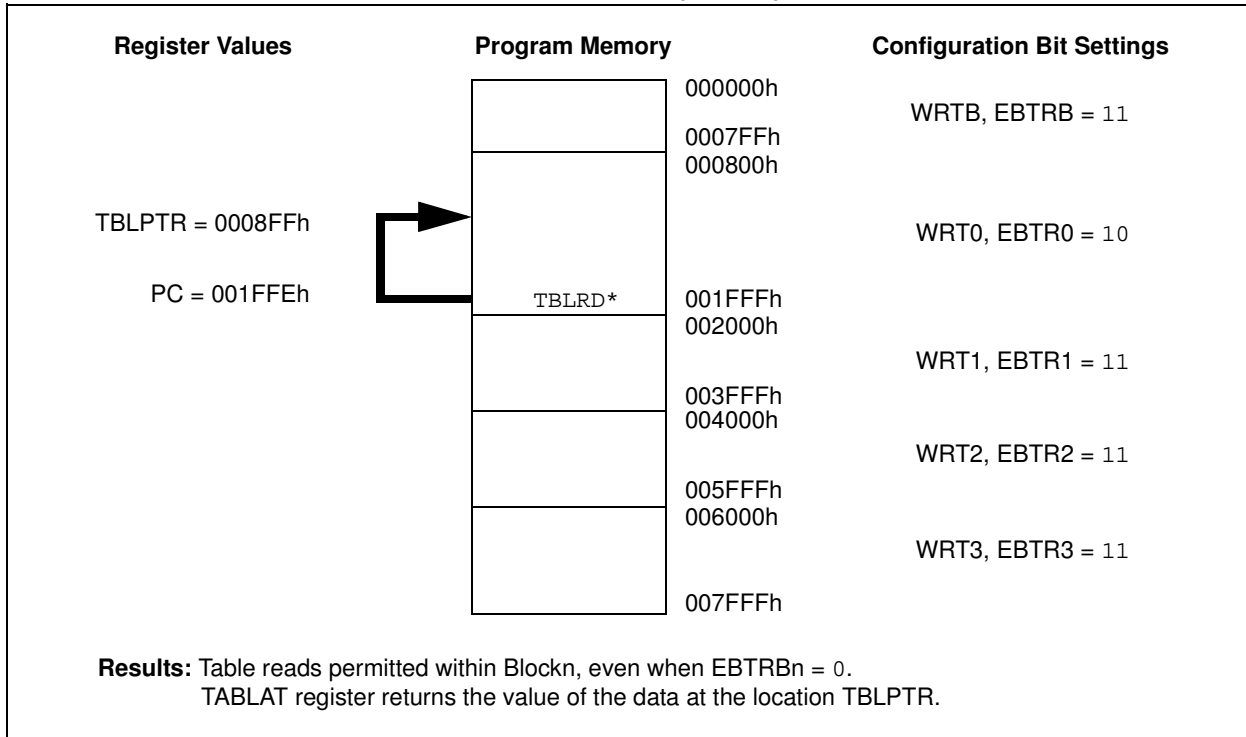 Register Values Program Memory Configuration Bit Settings
000000h
WRTB, EBTRB = 11
0007FFh
000800h
TBLPTR = 0008FFh
WRT0, EBTR0 = 10
PC = 001FFEh
TBLRD* 001FFFh
002000h
WRT1, EBTR1 = 11
003FFFh
004000h
WRT2, EBTR2 = 11
005FFFh
006000h
WRT3, EBTR3 = 11
007FFFh
Results: Table reads permitted within Blockn, even when EBTRBn = 0.
TABLAT register returns the value of the data at the location TBLPTR.